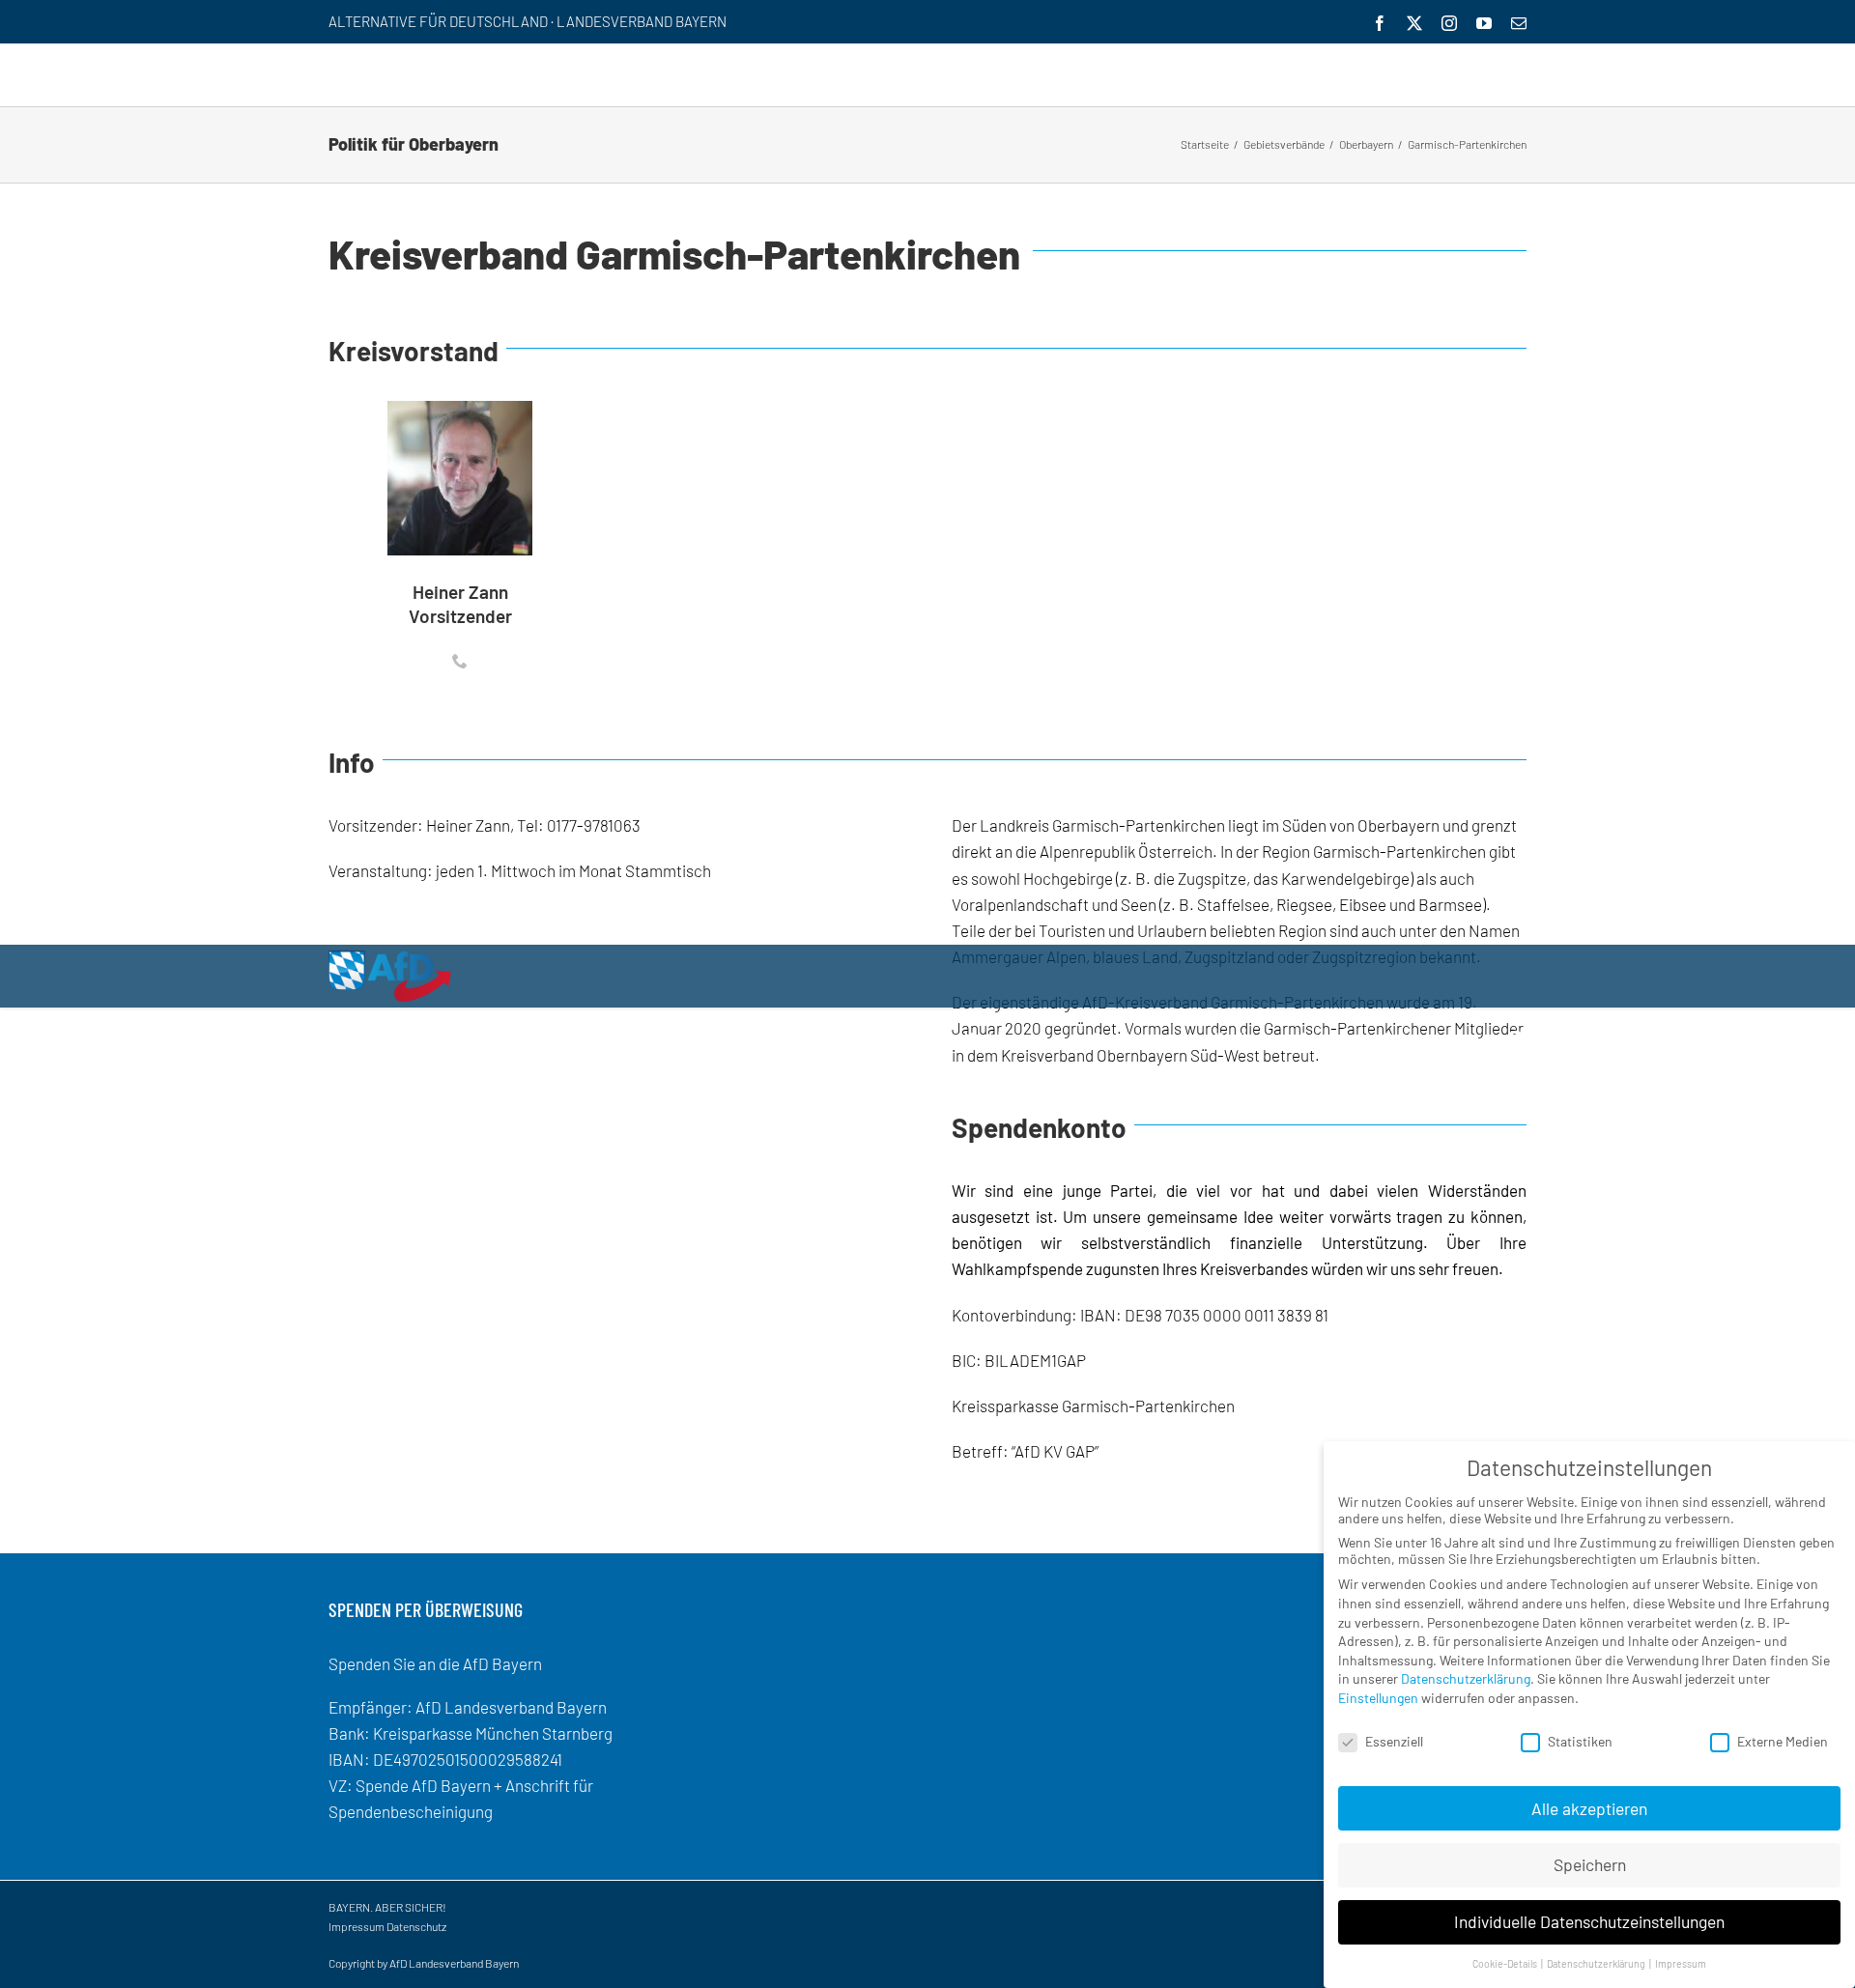 ALTERNATIVE FÜR DEUTSCHLAND · LANDESVERBAND BAYERN
Politik für Oberbayern
Startseite / Gebietsverbände / Oberbayern / Garmisch-Partenkirchen
Kreisverband Garmisch-Partenkirchen
Kreisvorstand
Heiner Zann
Vorsitzender
Info
Vorsitzender: Heiner Zann, Tel: 0177-9781063
Veranstaltung: jeden 1. Mittwoch im Monat Stammtisch
Der Landkreis Garmisch-Partenkirchen liegt im Süden von Oberbayern und grenzt
direkt an die Alpenrepublik Österreich. In der Region Garmisch-Partenkirchen gibt
es sowohl Hochgebirge (z. B. die Zugspitze, das Karwendelgebirge) als auch
Voralpenlandschaft und Seen (z. B. Staffelsee, Riegsee, Eibsee und Barmsee).
Teile der bei Touristen und Urlaubern beliebten Region sind auch unter den Namen
Ammergauer Alpen, blaues Land, Zugspitzland oder Zugspitzregion bekannt.
AfD
Der eigenständige AfD-Kreisverband Garmisch-Partenkirchen wurde am 19.
Januar 2020 gegründet. Vormals wurden die Garmisch-Partenkirchener Mitglieder
in dem Kreisverband Obernbayern Süd-West betreut.
Spendenkonto
Wir sind eine junge Partei, die viel vor hat und dabei vielen Widerständen
ausgesetzt ist. Um unsere gemeinsame Idee weiter vorwärts tragen zu können,
benötigen wir selbstverständlich finanzielle Unterstützung. Über Ihre
Wahlkampfspende zugunsten Ihres Kreisverbandes würden wir uns sehr freuen.
Kontoverbindung: IBAN: DE98 7035 0000 0011 3839 81
BIC: BILADEM1GAP
Kreissparkasse Garmisch-Partenkirchen
Betreff: “AfD KV GAP”
SPENDEN PER ÜBERWEISUNG
Spenden Sie an die AfD Bayern
Empfänger: AfD Landesverband Bayern
Bank: Kreisparkasse München Starnberg
IBAN: DE49702501500029588241
VZ: Spende AfD Bayern + Anschrift für
Spendenbescheinigung
BAYERN. ABER SICHER!
Impressum Datenschutz
Copyright by AfD Landesverband Bayern
Datenschutzeinstellungen
Wir nutzen Cookies auf unserer Website. Einige von ihnen sind essenziell, während
andere uns helfen, diese Website und Ihre Erfahrung zu verbessern.
Wenn Sie unter 16 Jahre alt sind und Ihre Zustimmung zu freiwilligen Diensten geben
möchten, müssen Sie Ihre Erziehungsberechtigten um Erlaubnis bitten.
Wir verwenden Cookies und andere Technologien auf unserer Website. Einige von
ihnen sind essenziell, während andere uns helfen, diese Website und Ihre Erfahrung
zu verbessern. Personenbezogene Daten können verarbeitet werden (z. B. IP-
Adressen), z. B. für personalisierte Anzeigen und Inhalte oder Anzeigen- und
Inhaltsmessung. Weitere Informationen über die Verwendung Ihrer Daten finden Sie
in unserer Datenschutzerklärung. Sie können Ihre Auswahl jederzeit unter
Einstellungen widerrufen oder anpassen.
Essenziell
Statistiken
Externe Medien
Alle akzeptieren
Speichern
Individuelle Datenschutzeinstellungen
Cookie-Details | Datenschutzerklärung | Impressum